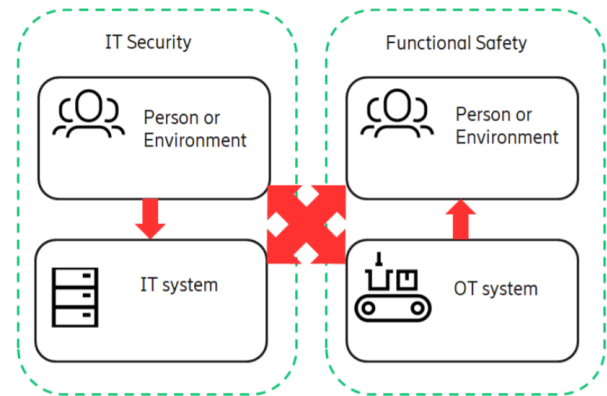 IT Security
Person or
Environment
IT system
Functional Safety
Person or
Environment
OT system